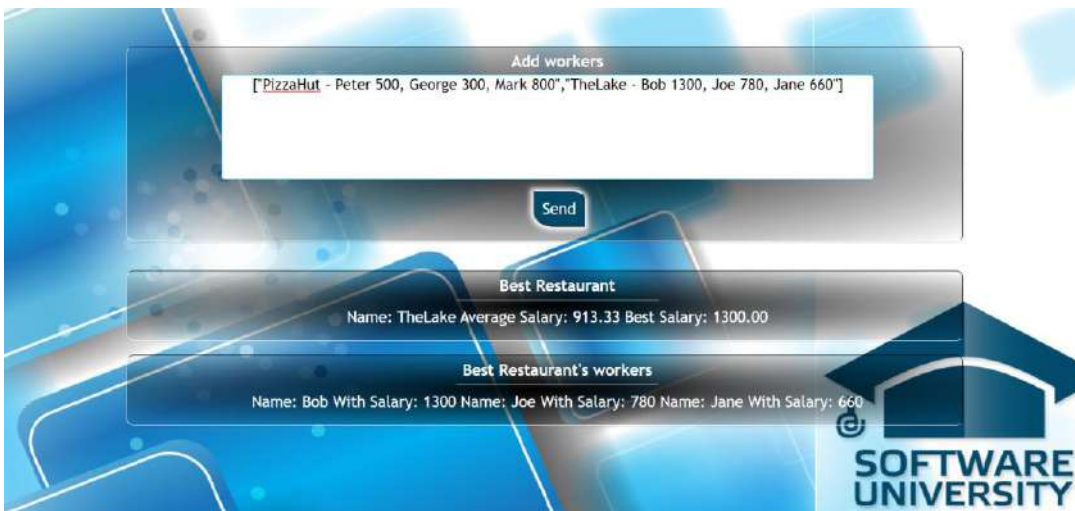 Add workers
["PizzaHut - Peter 500, George 300, Mark 800","TheLake - Bob 1300, Joe 780, Jane 660"]
Send
Best Restaurant
Name: TheLake Average Salary: 913.33 Best Salary: 1300.00
Best Restaurant's workers
Name: Bob With Salary: 1300 Name: Joe With Salary: 780 Name: Jane With Salary: 660
SOFTWARE
UNIVERSITY